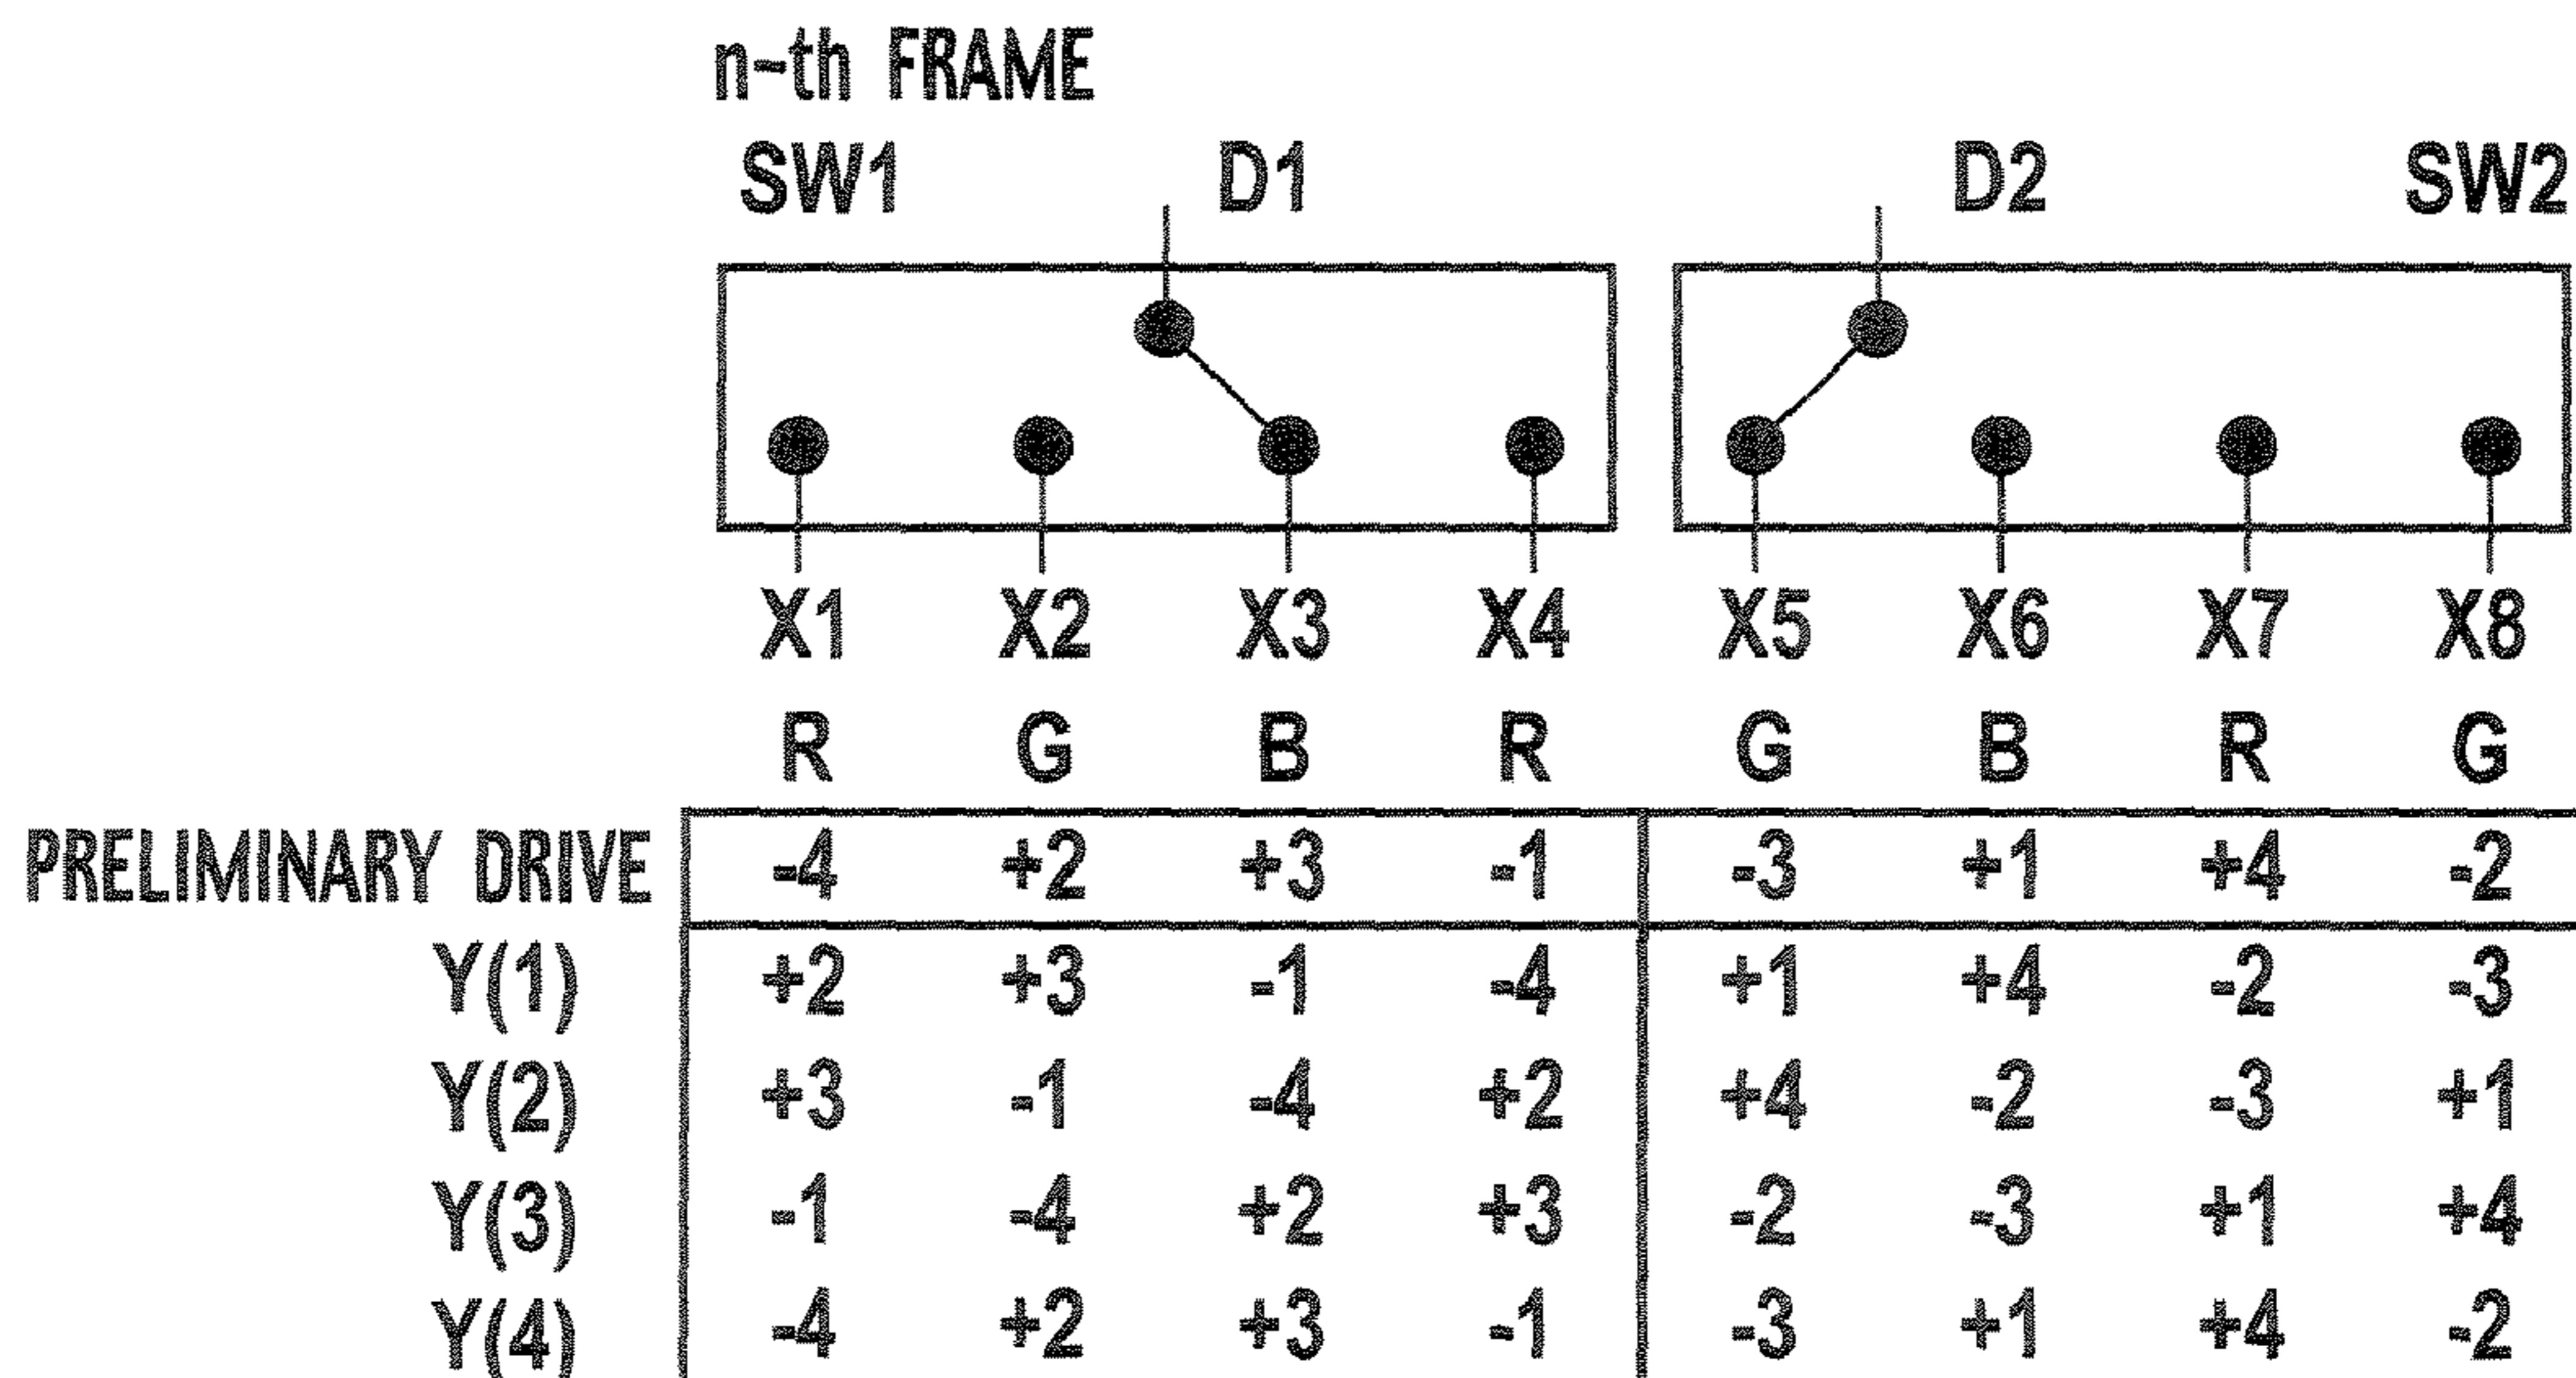 n-th FRAME
SW1 D1 D2 SW2
X1 X2 X3 X4 X5 X6 X7 X8
R G B R G B R G
PRELIMINARY DRIVE -4 +2 +3 -1 -3 +1 +4 -2
Y(1) +2 +3 -1 -4 +1 +4 -2 -3
Y(2) +3 -1 -4 +2 +4 -2 -3 +1
Y(3) -1 -4 +2 +3 -2 -3 +1 +4
Y(4) -4 +2 +3 -1 -3 +1 +4 -2